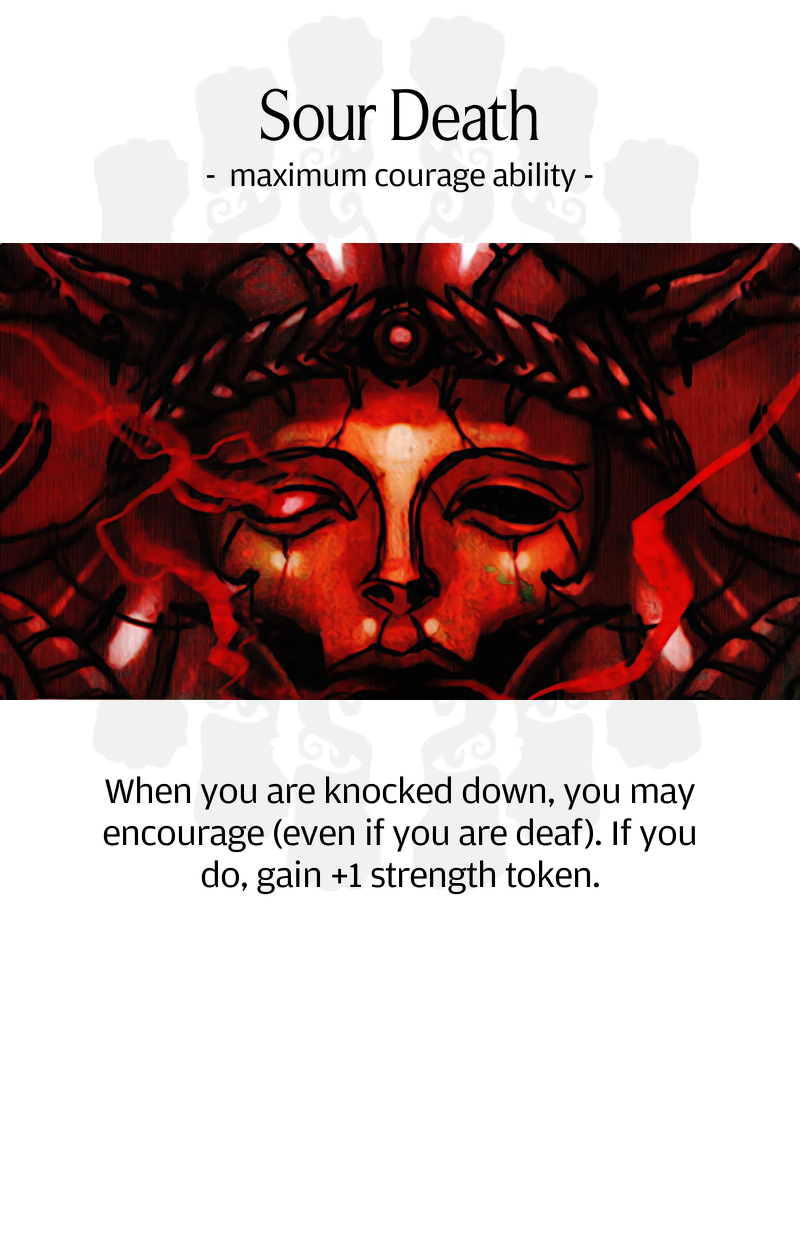 Sour Death
- maximum courage ability -
When you are knocked down, you may
encourage (even if you are deaf). If you
do, gain +1 strength token.